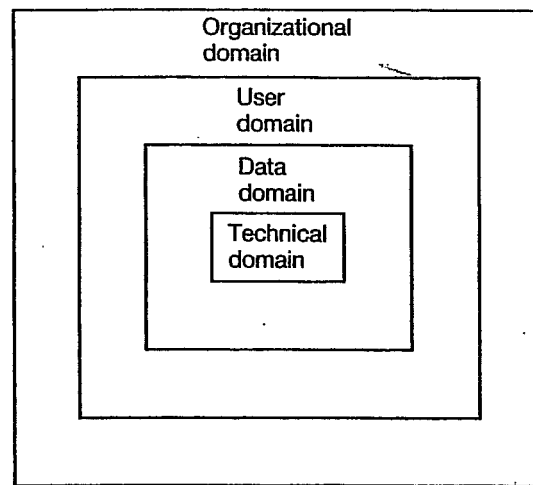 Organizational
domain
User
domain
Data
domain
Technical
domain